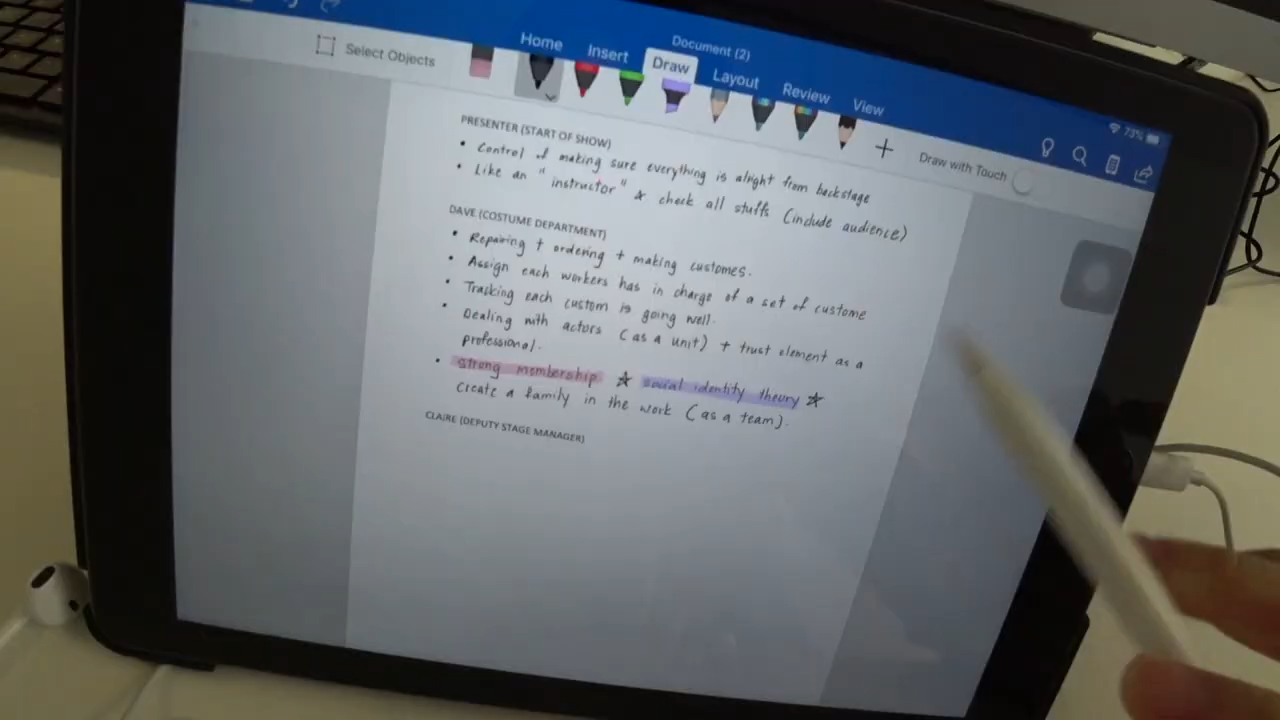 Document (2)
Home Insert Draw Layout Review View
73%
Select Objects
Draw with Touch
PRESENTER (START OF SHOW)
• Control of making sure everything is alright from backstage
• Like an "instructor" & check all stuffs (include audience)
DAVE (COSTUME DEPARTMENT)
• Repairing + ordering + making customes.
• Assign each workers has in charge of a set of custome
• Tracking each custom is going well.
• Dealing with actors (as a unit) + trust element as a
professional.
• strong membership ☆ social identity theory ☆
Create a family in the work (as a team).
CLAIRE (DEPUTY STAGE MANAGER)